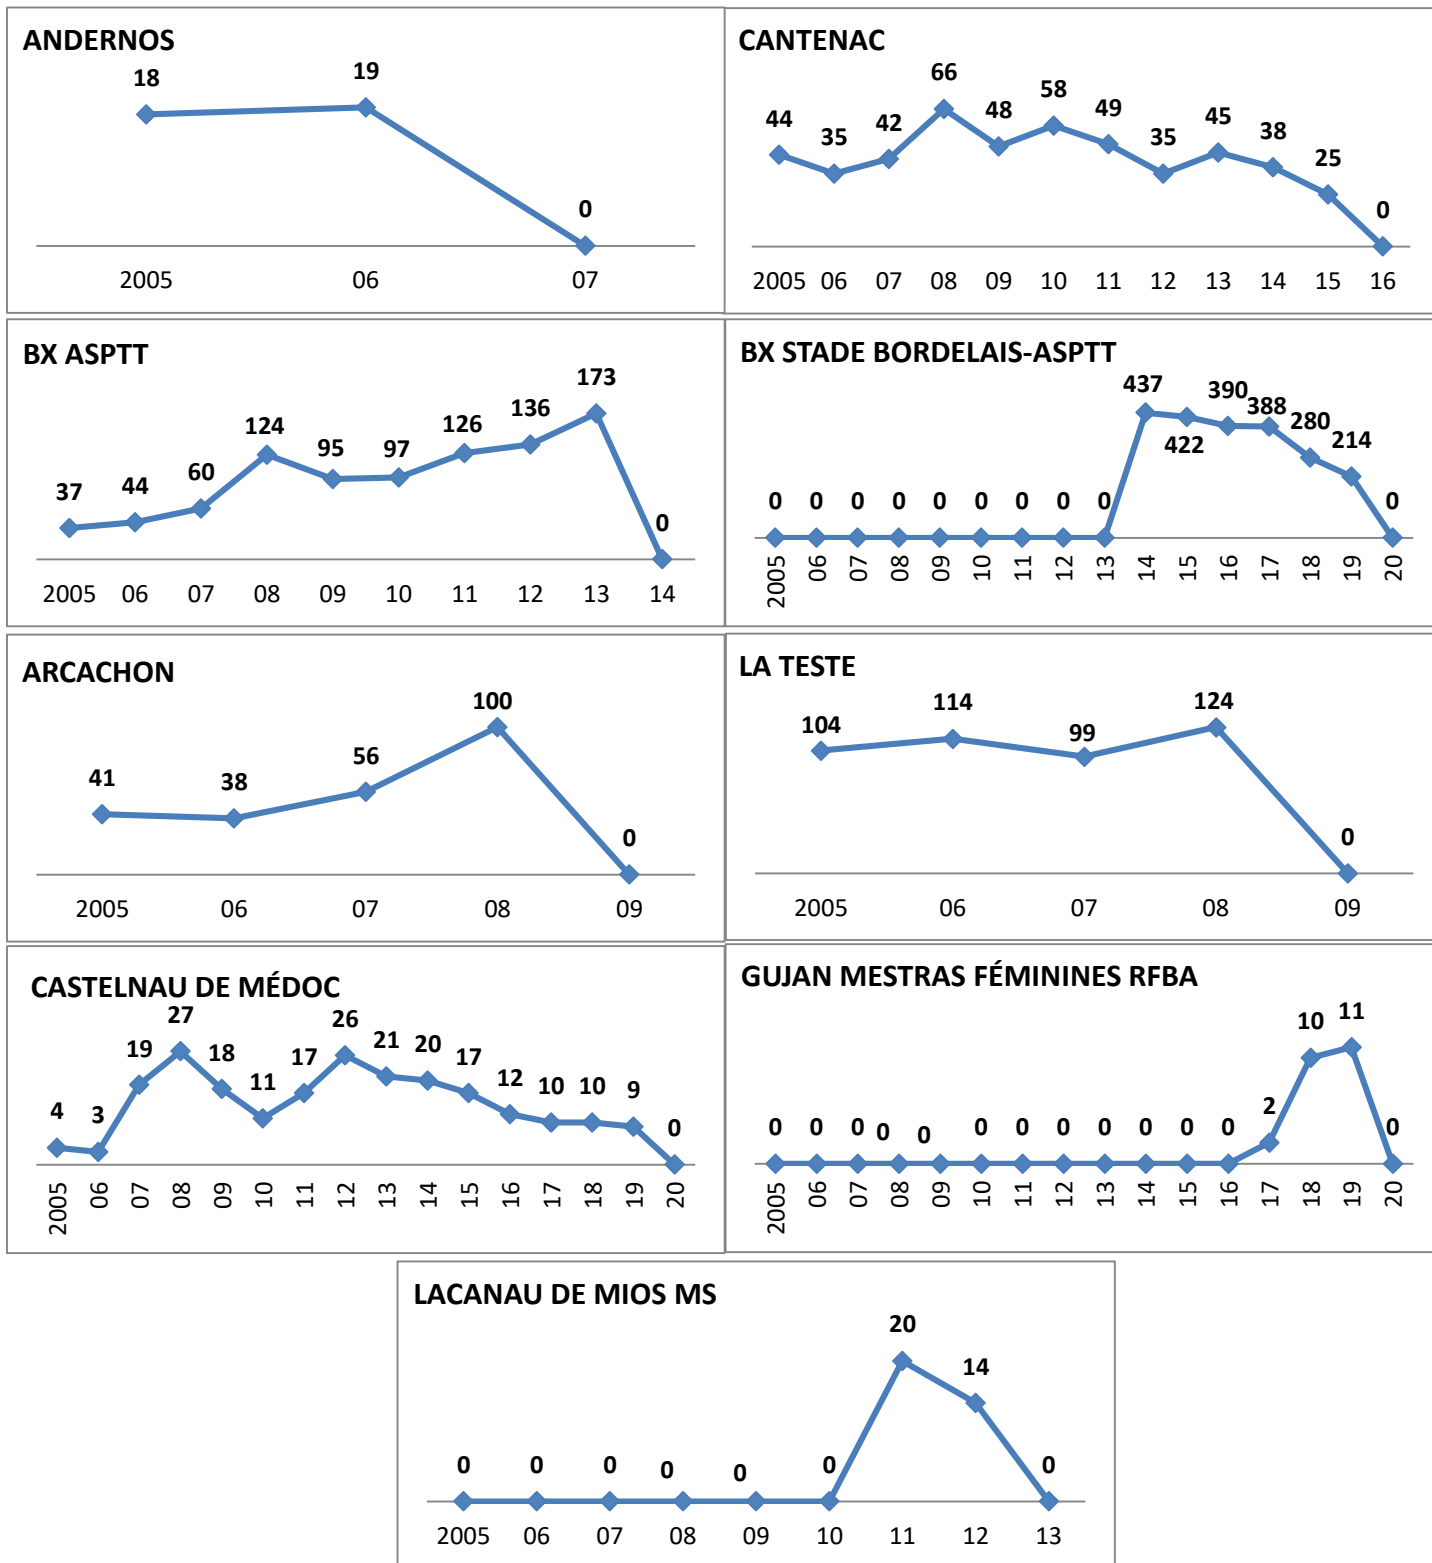 ANDERNOS
18 19 0
2005 06 07
CANTENAC
44 35 42 66 48 58 49 35 45 38 25 0
2005 06 07 08 09 10 11 12 13 14 15 16
BX ASPTT
37 44 60 124 95 97 126 136 173 0
2005 06 07 08 09 10 11 12 13 14
BX STADE BORDELAIS-ASPTT
0 0 0 0 0 0 0 0 0 437 422 390 388 280 214 0
2005 06 07 08 09 10 11 12 13 14 15 16 17 18 19 20
ARCACHON
41 38 56 100 0
2005 06 07 08 09
LA TESTE
104 114 99 124 0
2005 06 07 08 09
CASTELNAU DE MÉDOC
4 3 19 27 18 11 17 26 21 20 17 12 10 10 9 0
2005 06 07 08 09 10 11 12 13 14 15 16 17 18 19 20
GUJAN MESTRAS FÉMININES RFBA
0 0 0 0 0 0 0 0 0 0 0 0 2 10 11 0
2005 06 07 08 09 10 11 12 13 14 15 16 17 18 19 20
LACANAU DE MIOS MS
0 0 0 0 0 0 20 14 0
2005 06 07 08 09 10 11 12 13